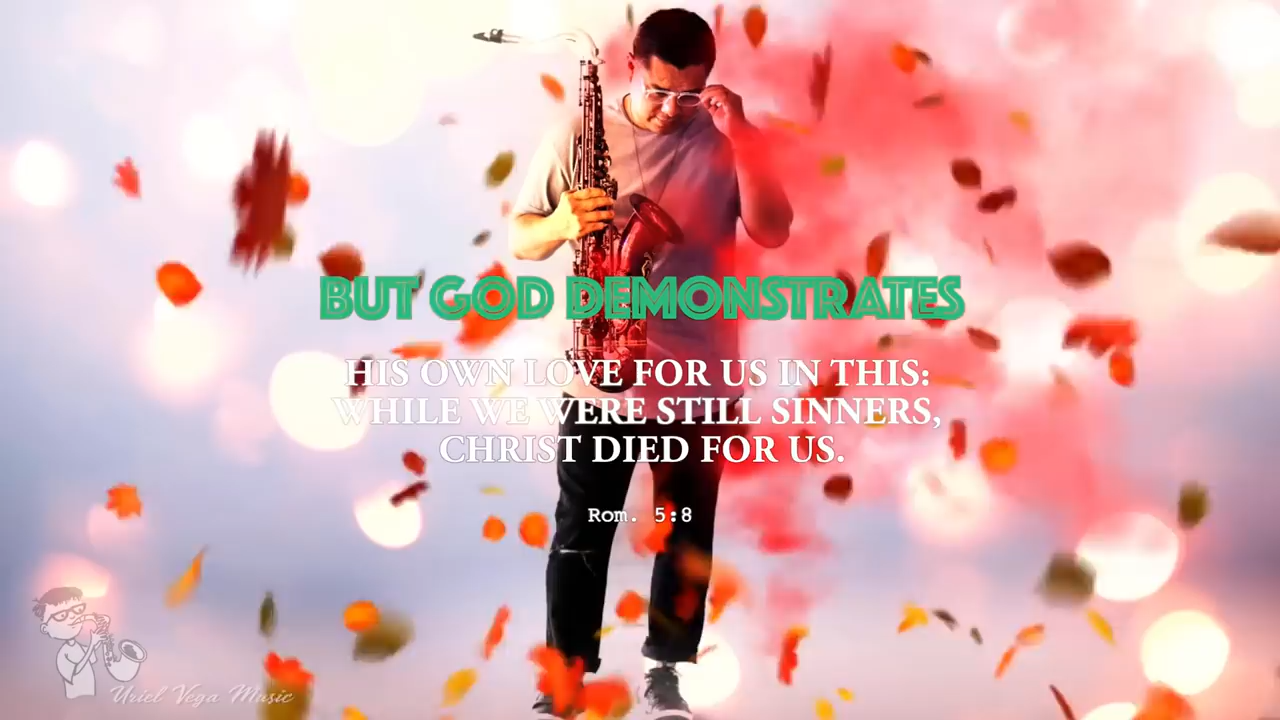 BUT GOD DEMONSTRATES
HIS OWN LOVE FOR US IN THIS:
WHILE WE WERE STILL SINNERS,
CHRIST DIED FOR US.
Rom. 5:8
Uriel Vega Music